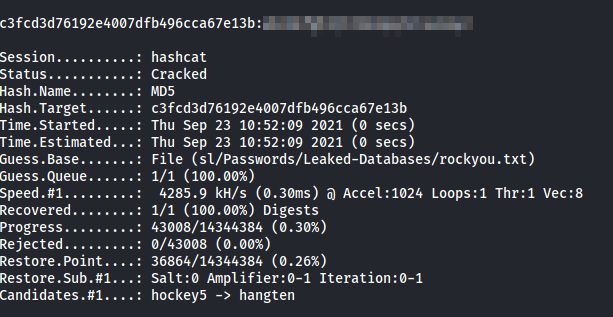 c3fcd3d76192e4007dfb496cca67e13b:
Session..........: hashcat
Status...........: Cracked
Hash.Name........: MD5
Hash.Target......: c3fcd3d76192e4007dfb496cca67e13b
Time.Started.....: Thu Sep 23 10:52:09 2021 (0 secs)
Time.Estimated...: Thu Sep 23 10:52:09 2021 (0 secs)
Guess.Base.......: File (sl/Passwords/Leaked-Databases/rockyou.txt)
Guess.Queue......: 1/1 (100.00%)
Speed.#1.........:  4285.9 kH/s (0.30ms) @ Accel:1024 Loops:1 Thr:1 Vec:8
Recovered........: 1/1 (100.00%) Digests
Progress.........: 43008/14344384 (0.30%)
Rejected.........: 0/43008 (0.00%)
Restore.Point....: 36864/14344384 (0.26%)
Restore.Sub.#1...: Salt:0 Amplifier:0-1 Iteration:0-1
Candidates.#1....: hockey5 -> hangten